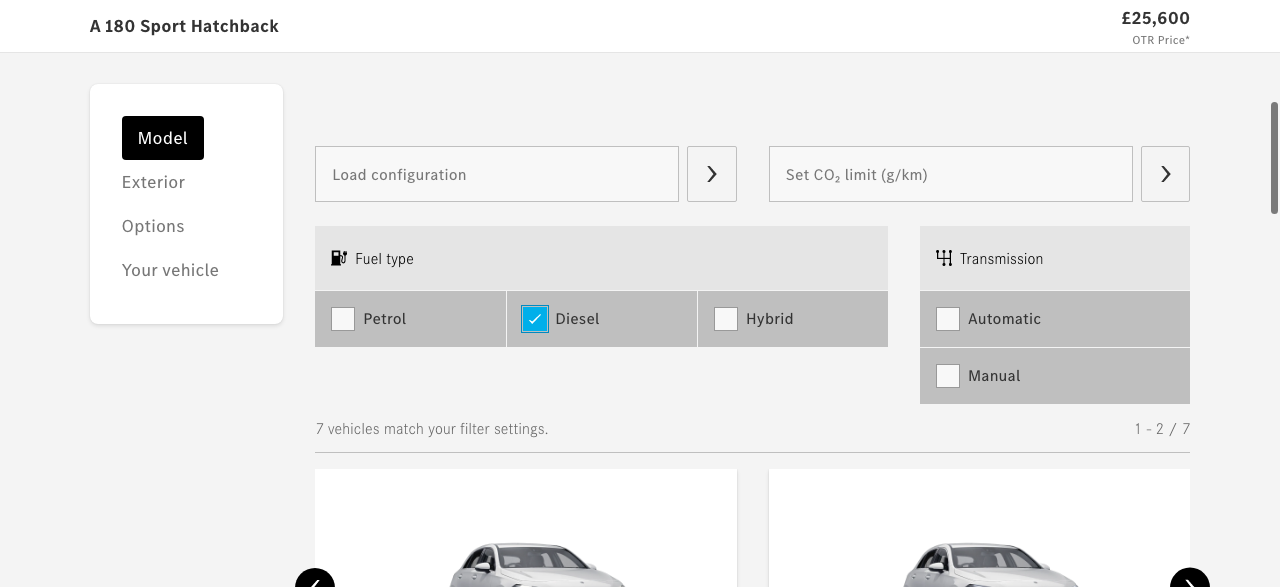 A 180 Sport Hatchback
£25,600
OTR Price*
Model
Exterior
Options
Your vehicle
Load configuration
Set CO₂ limit (g/km)
Fuel type
Transmission
Petrol
Diesel
Hybrid
Automatic
Manual
7 vehicles match your filter settings.
1 - 2 / 7